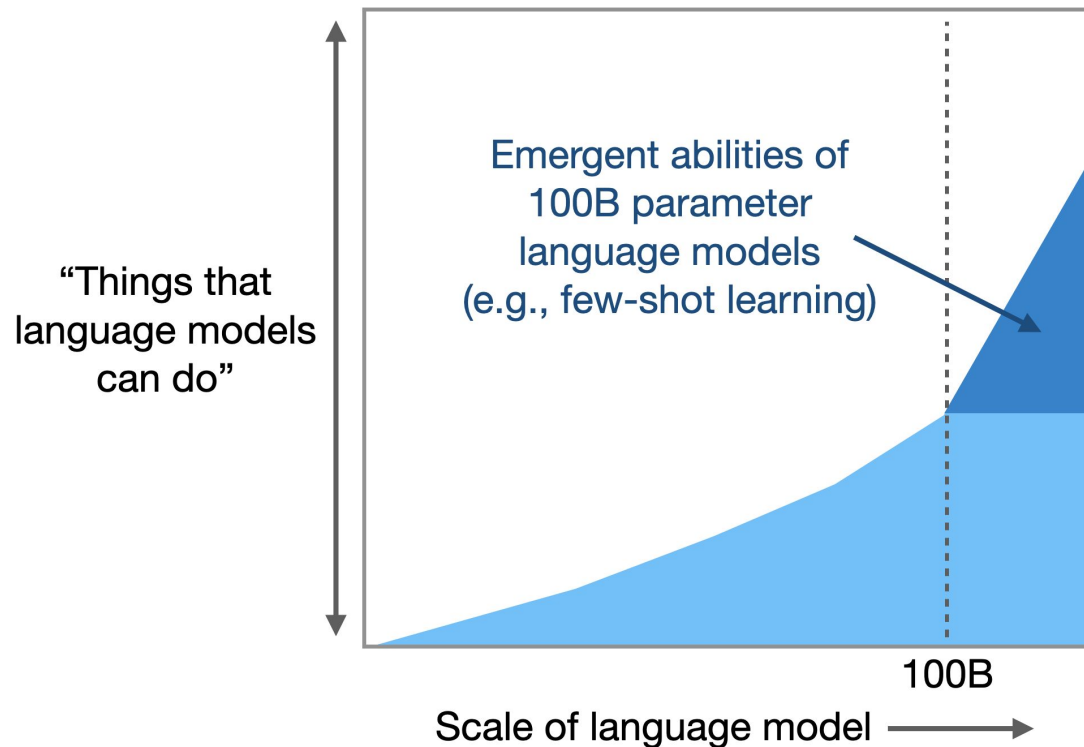 Emergent abilities of
100B parameter
language models
(e.g., few-shot learning)
“Things that
language models
can do”
100B
Scale of language model